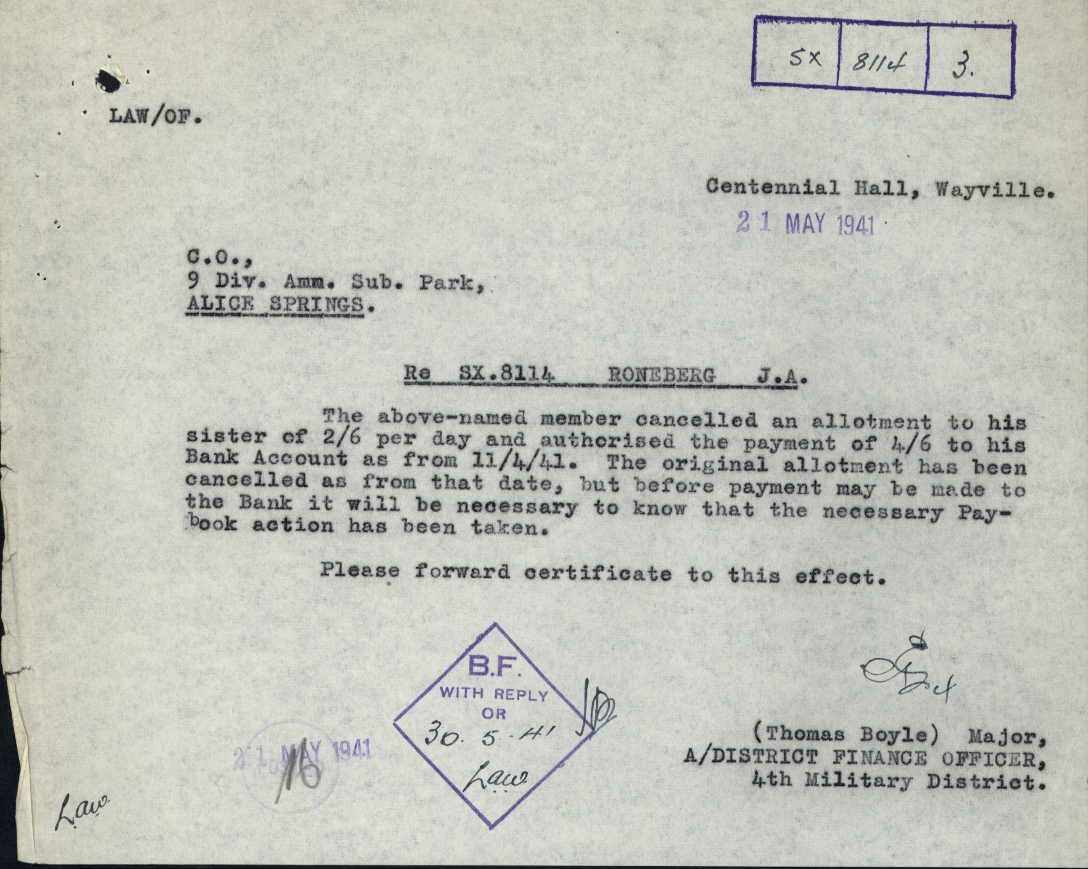 SX 8114 3.
LAW/OF.
Centennial Hall, Wayville.
21 MAY 1941
C.O.,
9 Div. Amm. Sub. Park,
ALICE SPRINGS.
Re SX.8114 RONEBERG J.A.
The above-named member cancelled an allotment to his
sister of 2/6 per day and authorised the payment of 4/6 to his
Bank Account as from 11/4/41. The original allotment has been
cancelled as from that date, but before payment may be made to
the Bank it will be necessary to know that the necessary Pay-
book action has been taken.
Please forward certificate to this effect.
B.F.
WITH REPLY
OR
30. 5. 41
Law
21 MAY 1941
16
Law
(Thomas Boyle) Major,
A/DISTRICT FINANCE OFFICER,
4th Military District.